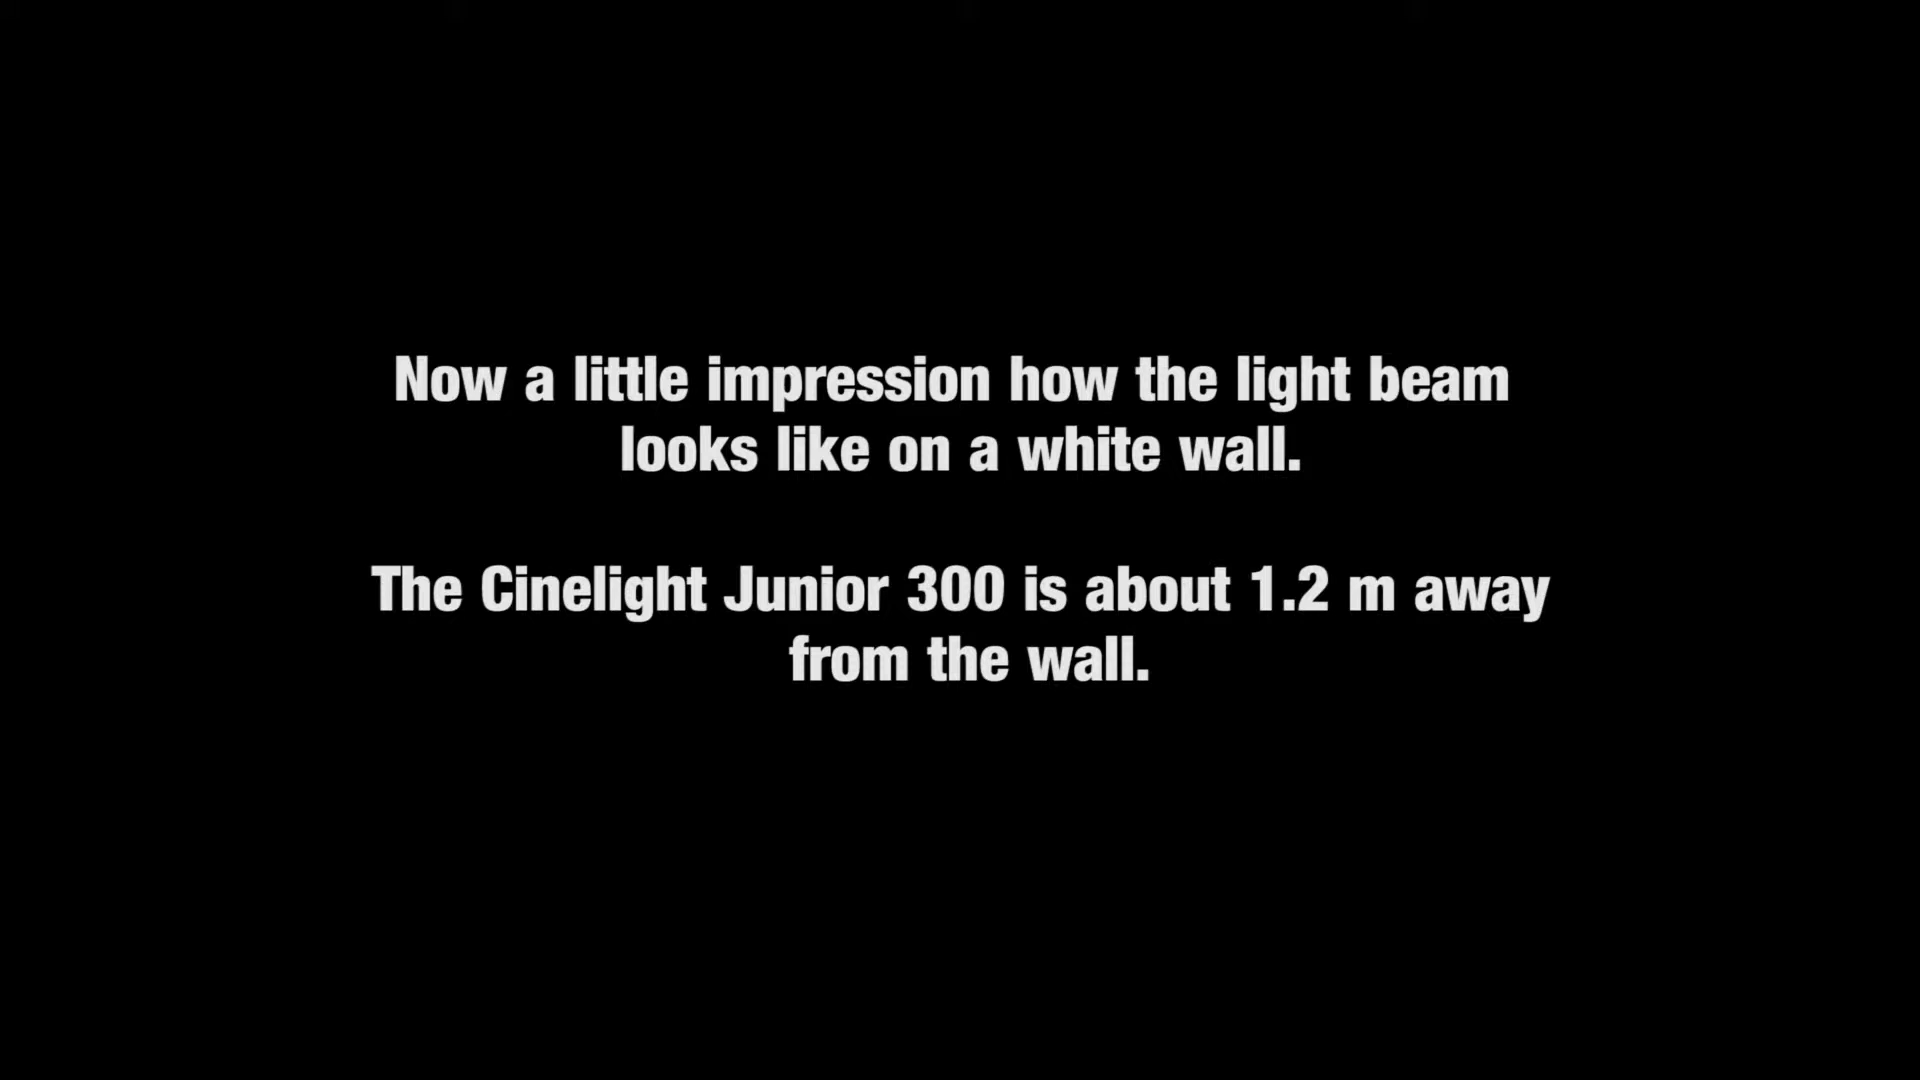 Now a little impression how the light beam
looks like on a white wall.
The Cinelight Junior 300 is about 1.2 m away
from the wall.